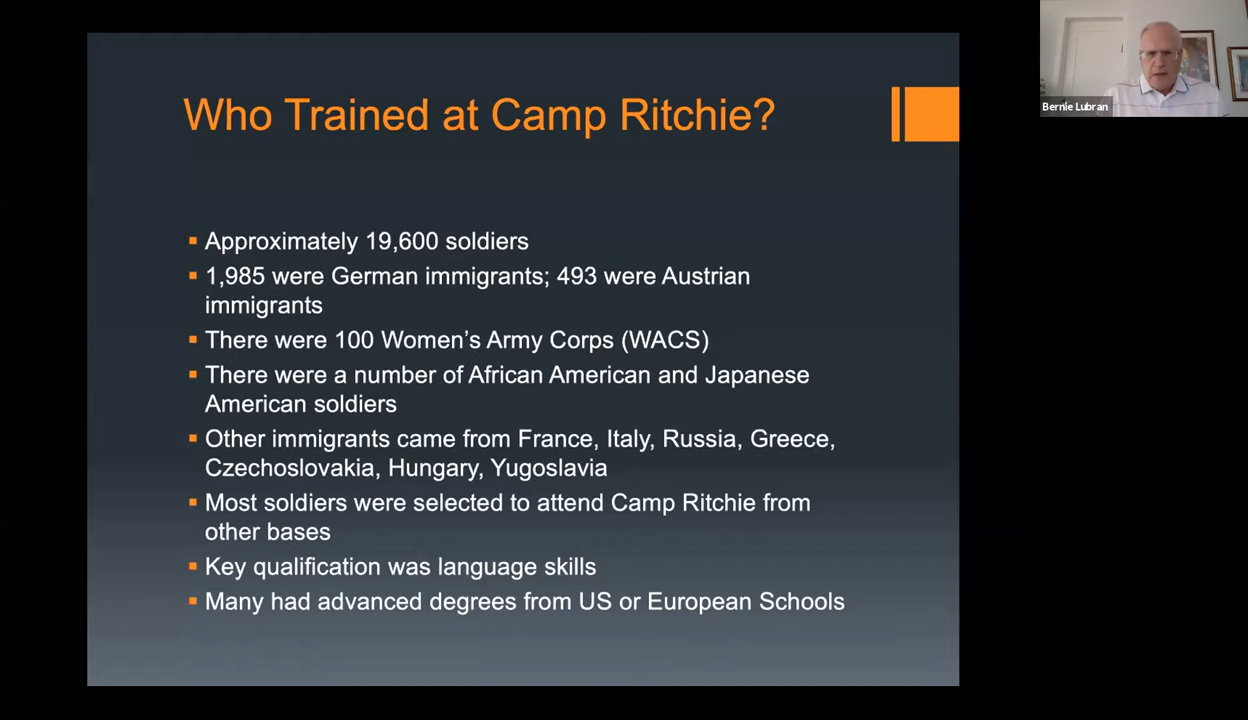 Who Trained at Camp Ritchie?
▪ Approximately 19,600 soldiers
▪ 1,985 were German immigrants; 493 were Austrian
immigrants
▪ There were 100 Women’s Army Corps (WACS)
▪ There were a number of African American and Japanese
American soldiers
▪ Other immigrants came from France, Italy, Russia, Greece,
Czechoslovakia, Hungary, Yugoslavia
▪ Most soldiers were selected to attend Camp Ritchie from
other bases
▪ Key qualification was language skills
▪ Many had advanced degrees from US or European Schools
Bernie Lubran